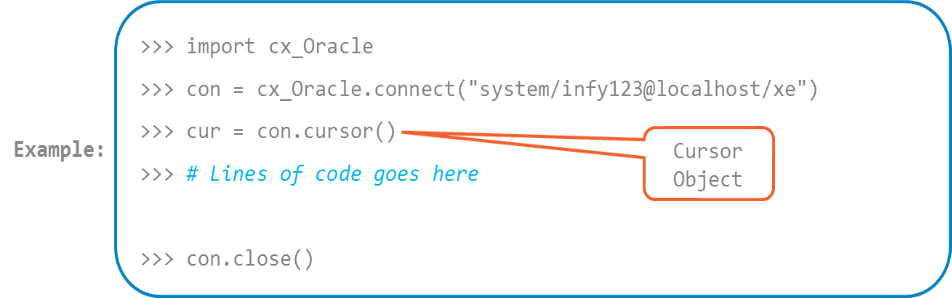 >>> import cx_Oracle
>>> con = cx_Oracle.connect("system/infy123@localhost/xe")
>>> cur = con.cursor()
Example:
Cursor
Object
>>> # Lines of code goes here
>>> con.close()